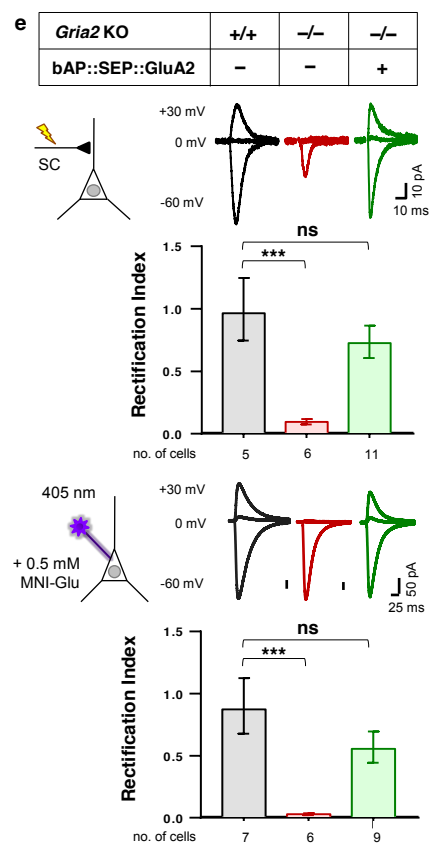 e
Gria2 KO +/+ –/– –/–
bAP::SEP::GluA2 – – +
+30 mV
0 mV
-60 mV
SC
10 pA
10 ms
ns
***
Rectification Index
1.5
1.0
0.5
0.0
no. of cells 5 6 11
405 nm
+ 0.5 mM
MNI-Glu
+30 mV
0 mV
-60 mV
50 pA
25 ms
ns
***
Rectification Index
1.5
1.0
0.5
0.0
no. of cells 7 6 9